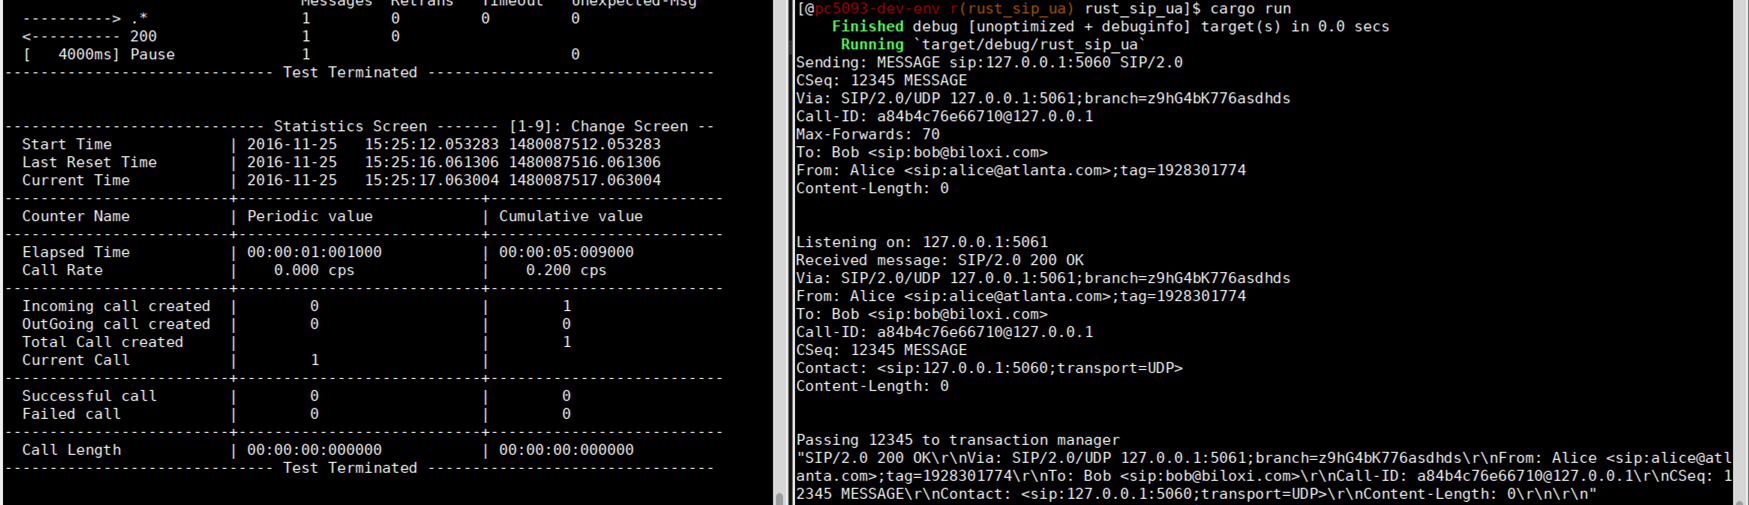 Messages Retrans Timeout Unexpected-Msg
----------> .* 1 0 0 0
<---------- 200 1 0
[ 4000ms] Pause 1 0
------------------------------ Test Terminated --------------------------------
----------------------------- Statistics Screen ------- [1-9]: Change Screen --
Start Time | 2016-11-25 15:25:12.053283 1480087512.053283
Last Reset Time | 2016-11-25 15:25:16.061306 1480087516.061306
Current Time | 2016-11-25 15:25:17.063004 1480087517.063004
-------------------------+---------------------------+--------------------------
Counter Name | Periodic value | Cumulative value
-------------------------+---------------------------+--------------------------
Elapsed Time | 00:00:01:001000 | 00:00:05:009000
Call Rate | 0.000 cps | 0.200 cps
-------------------------+---------------------------+--------------------------
Incoming call created | 0 | 1
OutGoing call created | 0 | 0
Total Call created | | 1
Current Call | 1 |
-------------------------+---------------------------+--------------------------
Successful call | 0 | 0
Failed call | 0 | 0
-------------------------+---------------------------+--------------------------
Call Length | 00:00:00:000000 | 00:00:00:000000
------------------------------ Test Terminated --------------------------------
[@pc5093-dev-env r(rust_sip_ua) rust_sip_ua]$ cargo run
Finished debug [unoptimized + debuginfo] target(s) in 0.0 secs
Running `target/debug/rust_sip_ua`
Sending: MESSAGE sip:127.0.0.1:5060 SIP/2.0
CSeq: 12345 MESSAGE
Via: SIP/2.0/UDP 127.0.0.1:5061;branch=z9hG4bK776asdhds
Call-ID: a84b4c76e66710@127.0.0.1
Max-Forwards: 70
To: Bob <sip:bob@biloxi.com>
From: Alice <sip:alice@atlanta.com>;tag=1928301774
Content-Length: 0
Listening on: 127.0.0.1:5061
Received message: SIP/2.0 200 OK
Via: SIP/2.0/UDP 127.0.0.1:5061;branch=z9hG4bK776asdhds
From: Alice <sip:alice@atlanta.com>;tag=1928301774
To: Bob <sip:bob@biloxi.com>
Call-ID: a84b4c76e66710@127.0.0.1
CSeq: 12345 MESSAGE
Contact: <sip:127.0.0.1:5060;transport=UDP>
Content-Length: 0
Passing 12345 to transaction manager
"SIP/2.0 200 OK\r\nVia: SIP/2.0/UDP 127.0.0.1:5061;branch=z9hG4bK776asdhds\r\nFrom: Alice <sip:alice@atl
anta.com>;tag=1928301774\r\nTo: Bob <sip:bob@biloxi.com>\r\nCall-ID: a84b4c76e66710@127.0.0.1\r\nCSeq: 1
2345 MESSAGE\r\nContact: <sip:127.0.0.1:5060;transport=UDP>\r\nContent-Length: 0\r\n\r\n"